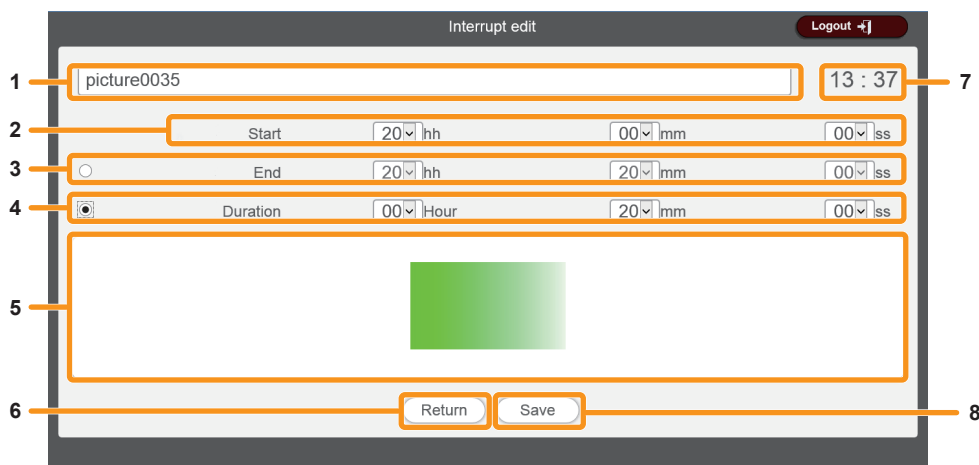 Interrupt edit Logout
1 picture0035 13 : 37 7
2 Start 20 hh 00 mm 00 ss
3 End 20 hh 20 mm 00 ss
4 Duration 00 Hour 20 mm 00 ss
5
6 Return Save 8